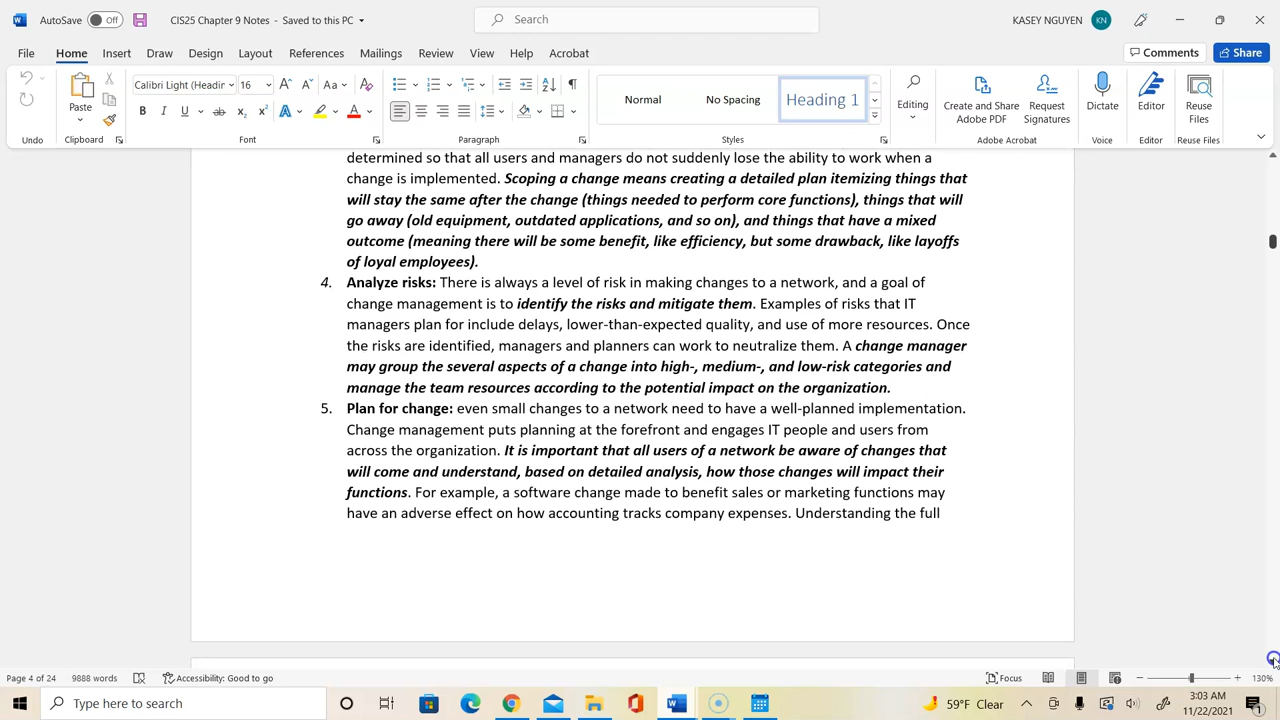 AutoSave Off CIS25 Chapter 9 Notes - Saved to this PC Search KASEY NGUYEN KN
File Home Insert Draw Design Layout References Mailings Review View Help Acrobat Comments Share
Calibri Light (Headir 16 Aa
Paste B I U ab x₂ x² A A Normal No Spacing Heading 1 Editing Create and Share Adobe PDF Request Signatures Dictate Editor Reuse Files
Undo Clipboard Font Paragraph Styles Adobe Acrobat Voice Editor Reuse Files
determined so that all users and managers do not suddenly lose the ability to work when a
change is implemented. Scoping a change means creating a detailed plan itemizing things that
will stay the same after the change (things needed to perform core functions), things that will
go away (old equipment, outdated applications, and so on), and things that have a mixed
outcome (meaning there will be some benefit, like efficiency, but some drawback, like layoffs
of loyal employees).
4. Analyze risks: There is always a level of risk in making changes to a network, and a goal of
change management is to identify the risks and mitigate them. Examples of risks that IT
managers plan for include delays, lower-than-expected quality, and use of more resources. Once
the risks are identified, managers and planners can work to neutralize them. A change manager
may group the several aspects of a change into high-, medium-, and low-risk categories and
manage the team resources according to the potential impact on the organization.
5. Plan for change: even small changes to a network need to have a well-planned implementation.
Change management puts planning at the forefront and engages IT people and users from
across the organization. It is important that all users of a network be aware of changes that
will come and understand, based on detailed analysis, how those changes will impact their
functions. For example, a software change made to benefit sales or marketing functions may
have an adverse effect on how accounting tracks company expenses. Understanding the full
Page 4 of 24 9888 words Accessibility: Good to go Focus 130%
Type here to search 59°F Clear 3:03 AM
11/22/2021 1